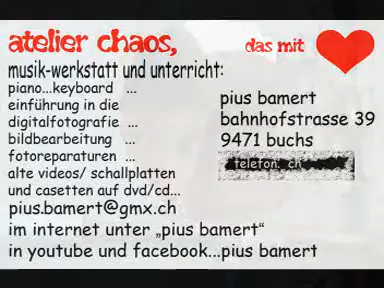 atelier chaos, das mit
musik-werkstatt und unterricht:
piano...keyboard ...
einführung in die
digitalfotografie ...
bildbearbeitung ...
fotoreparaturen ...
alte videos/ schallplatten
und casetten auf dvd/cd...
pius.bamert@gmx.ch
pius bamert
bahnhofstrasse 39
9471 buchs
telefon. ch
im internet unter „pius bamert"
in youtube und facebook...pius bamert